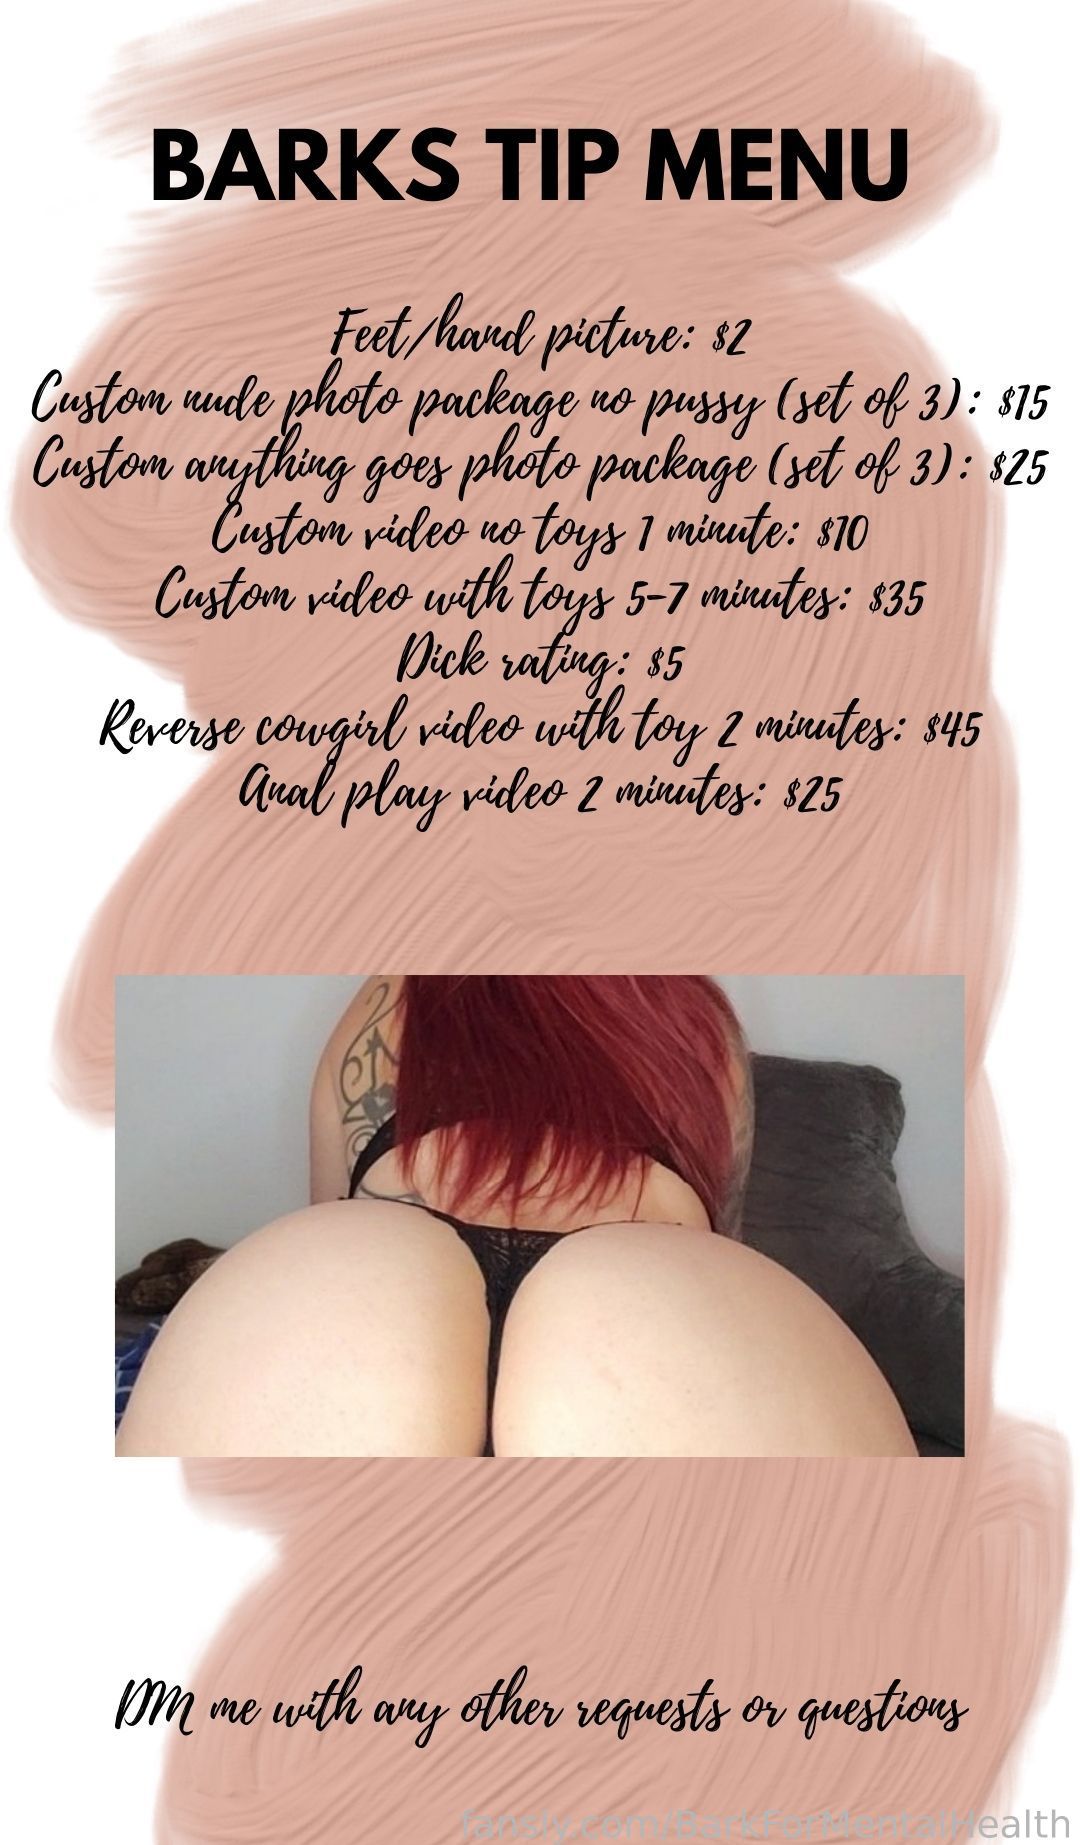 BARKS TIP MENU
Feet/hand picture: $2
Custom nude photo package no pussy (set of 3): $15
Custom anything goes photo package (set of 3): $25
Custom video no toys 1 minute: $10
Custom video with toys 5-7 minutes: $35
Dick rating: $5
Reverse cowgirl video with toy 2 minutes: $45
Anal play video 2 minutes: $25
DM me with any other requests or questions
fansly.com/BarkForMentalHealth